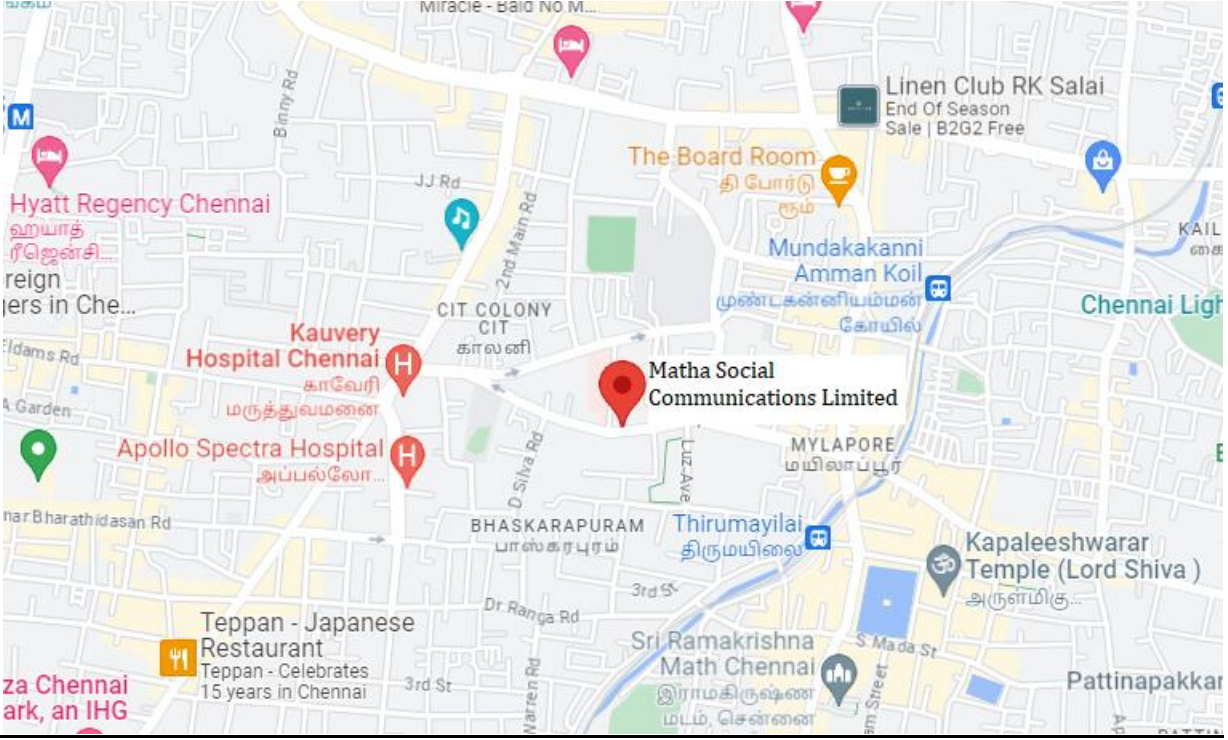 Miracle - Bald No M...
Linen Club RK Salai
End Of Season
Sale | B2G2 Free
Binny Rd
M
The Board Room
தி போர்டு
ரூம்
JJ Rd
Hyatt Regency Chennai
ஹயாத்
ரீஜென்சி...
2nd Main Rd
KAIL
Mundakakanni
Amman Koil
முண்டகன்னியம்மன்
கோயில்
reign
ers in Che...
Chennai Ligh
CIT COLONY
CIT
காலனி
Kauvery
Hospital Chennai
காவேரி
மருத்துவமனை
H
Eldams Rd
Matha Social
Communications Limited
A Garden
Apollo Spectra Hospital
அப்பல்லோ...
H
D Silva Rd
Luz Ave
MYLAPORE
மயிலாப்பூர்
nar Bharathidasan Rd
BHASKARAPURAM
பாஸ்கரபுரம்
Thirumayilai
திருமயிலை
Kapaleeshwarar
Temple (Lord Shiva )
அருள்மிகு...
3rd St
Dr Ranga Rd
Teppan - Japanese
Restaurant
Teppan - Celebrates
15 years in Chennai
3rd St
Warren Rd
Sri Ramakrishna
Math Chennai
இராமகிருஷ்ண
மடம், சென்னை
S Mada St
am Street
Pattinapakkar
za Chennai
ark, an IHG